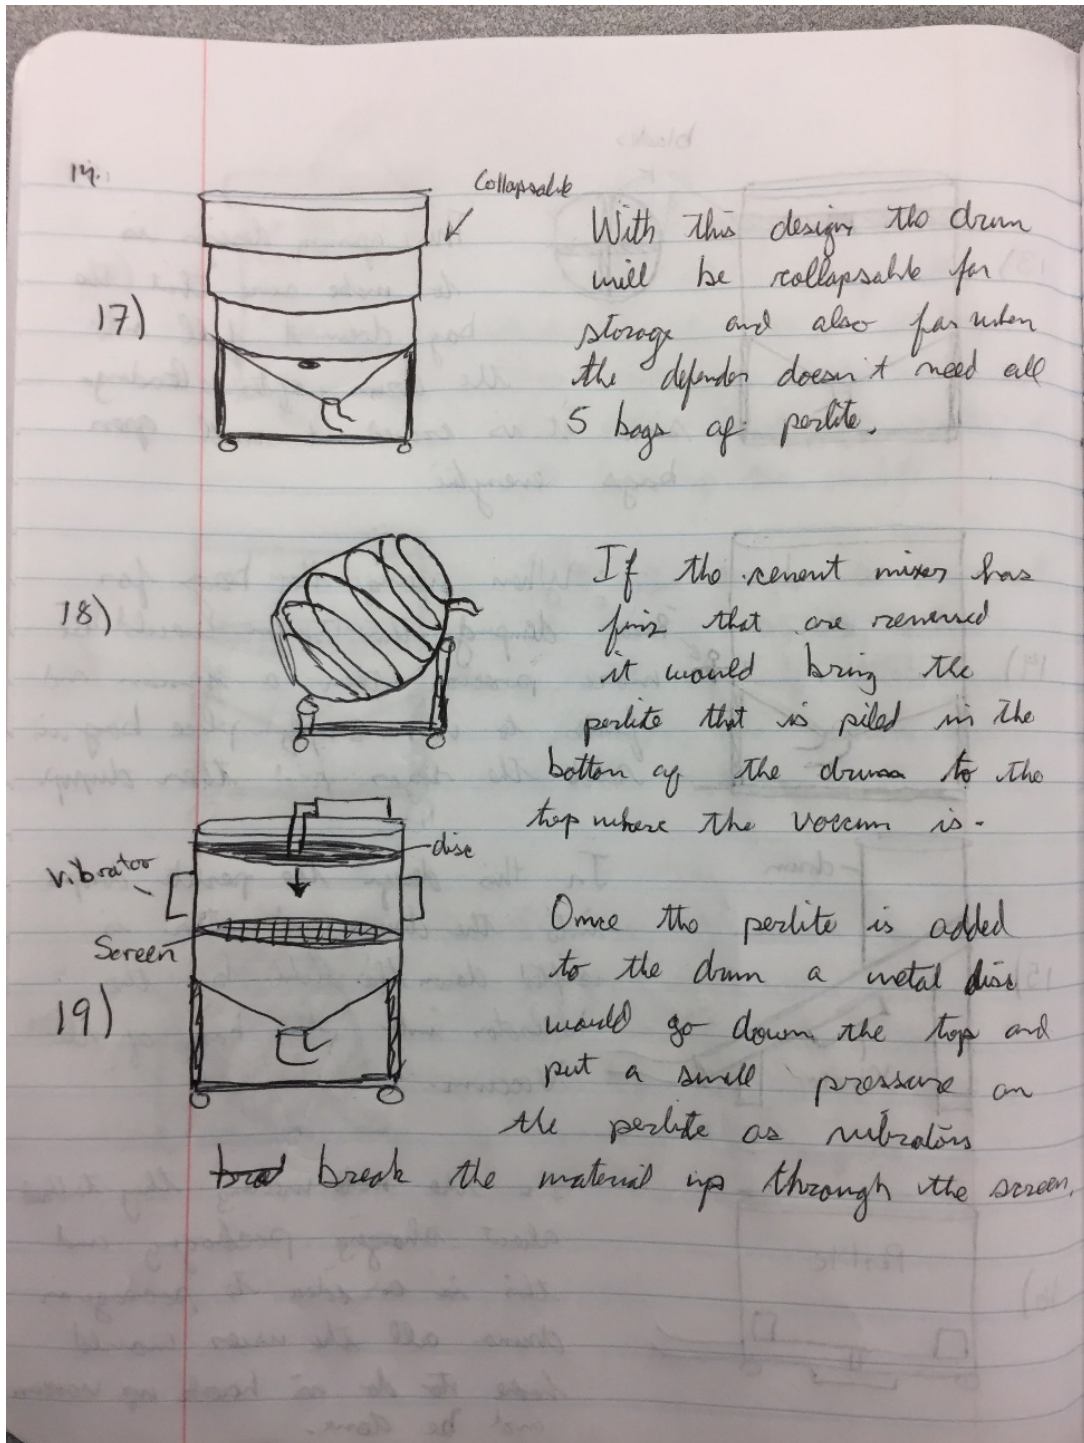 14.
Collapsable
17)
With this design the drum
will be collapsable for
storage and also for when
the defender doesn't need all
5 bags of perlite.
18)
If the cement mixer has
fins that are reversed
it would bring the
perlite that is piled in the
bottom of the drum to the
top where the vaccum is.
disc
Vibrator
Screen
19)
Once the perlite is added
to the drum a metal disc
would go down the top and
put a small pressure on
the perlite as vibrators
break the material up through the screen.